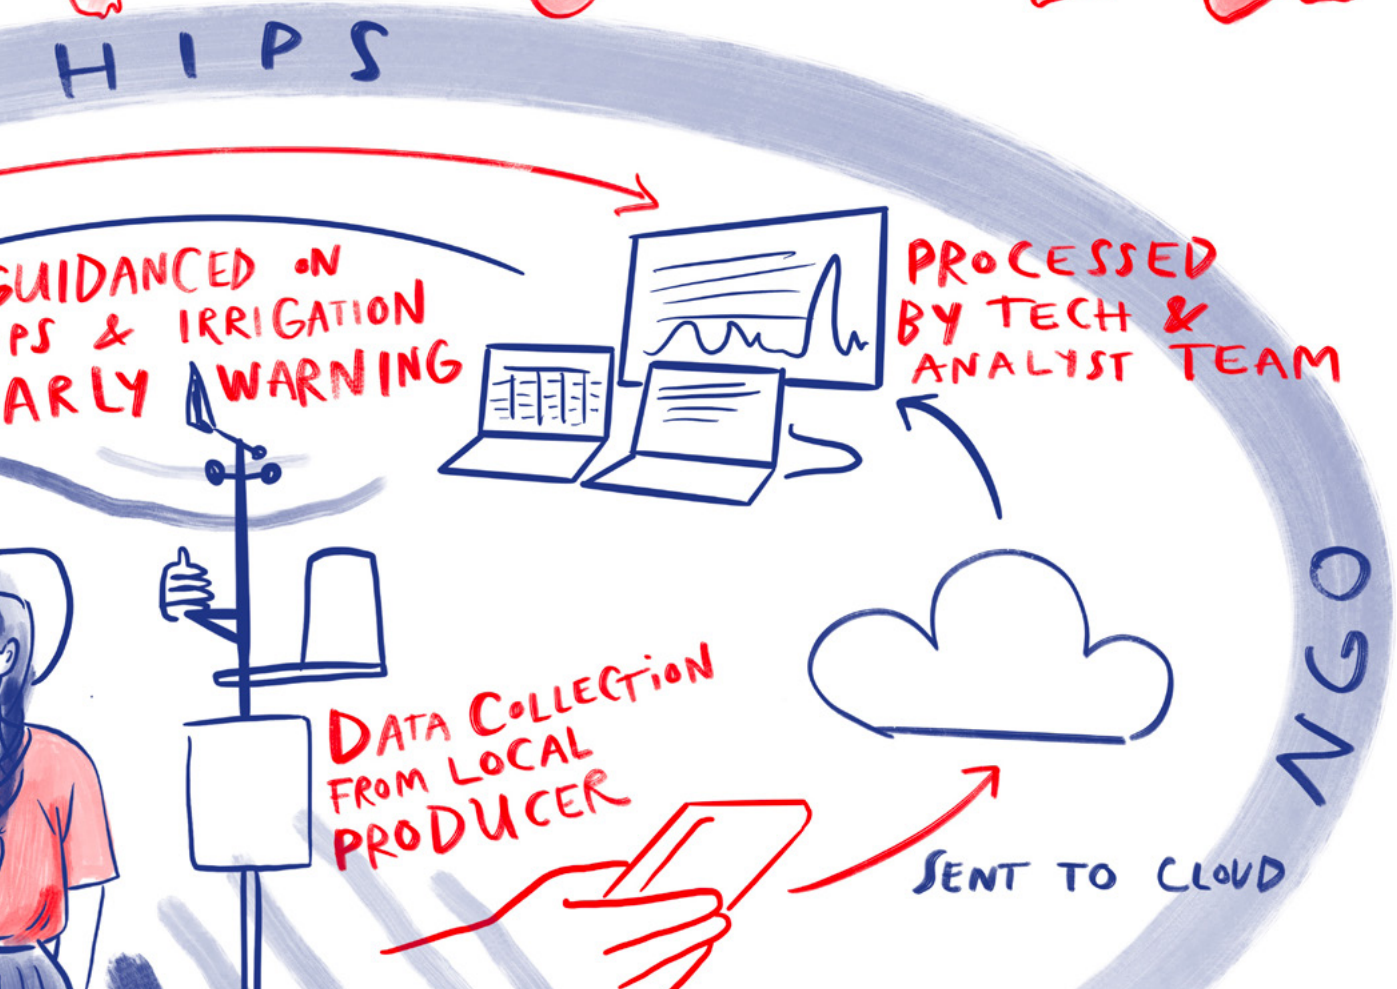 HIPS
GUIDANCED ON
PS & IRRIGATION
ARLY WARNING
PROCESSED
BY TECH &
ANALYST TEAM
DATA COLLECTION
FROM LOCAL
PRODUCER
SENT TO CLOUD
NGO